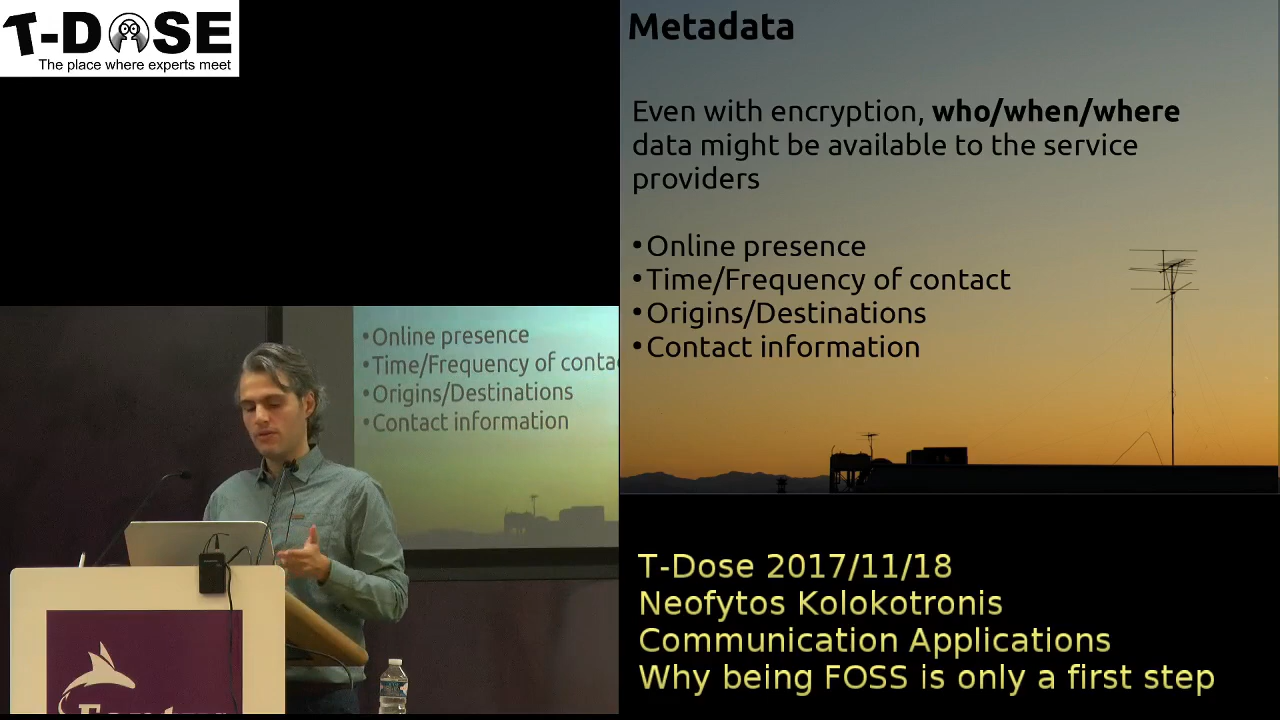 T-DOSE
The place where experts meet
Metadata
Even with encryption, who/when/where
data might be available to the service
providers
•Online presence
•Time/Frequency of contact
•Origins/Destinations
•Contact information
•Online presence
•Time/Frequency of conta
•Origins/Destinations
•Contact information
T-Dose 2017/11/18
Neofytos Kolokotronis
Communication Applications
Why being FOSS is only a first step